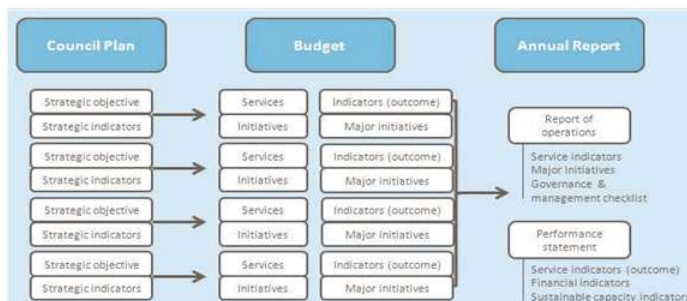 Council Plan
Budget
Annual Report
Strategic objective
Strategic indicators
Services
Initiatives
Indicators (outcome)
Major initiatives
Strategic objective
Strategic indicators
Services
Initiatives
Indicators (outcome)
Major initiatives
Strategic objective
Strategic indicators
Services
Initiatives
Indicators (outcome)
Major initiatives
Strategic objective
Strategic indicators
Services
Initiatives
Indicators (outcome)
Major initiatives
Report of
operations
Service indicators
Major initiatives
Governance &
management checklist
Performance
statement
Service indicators (outcome)
Financial indicators
Sustainable capacity indicators